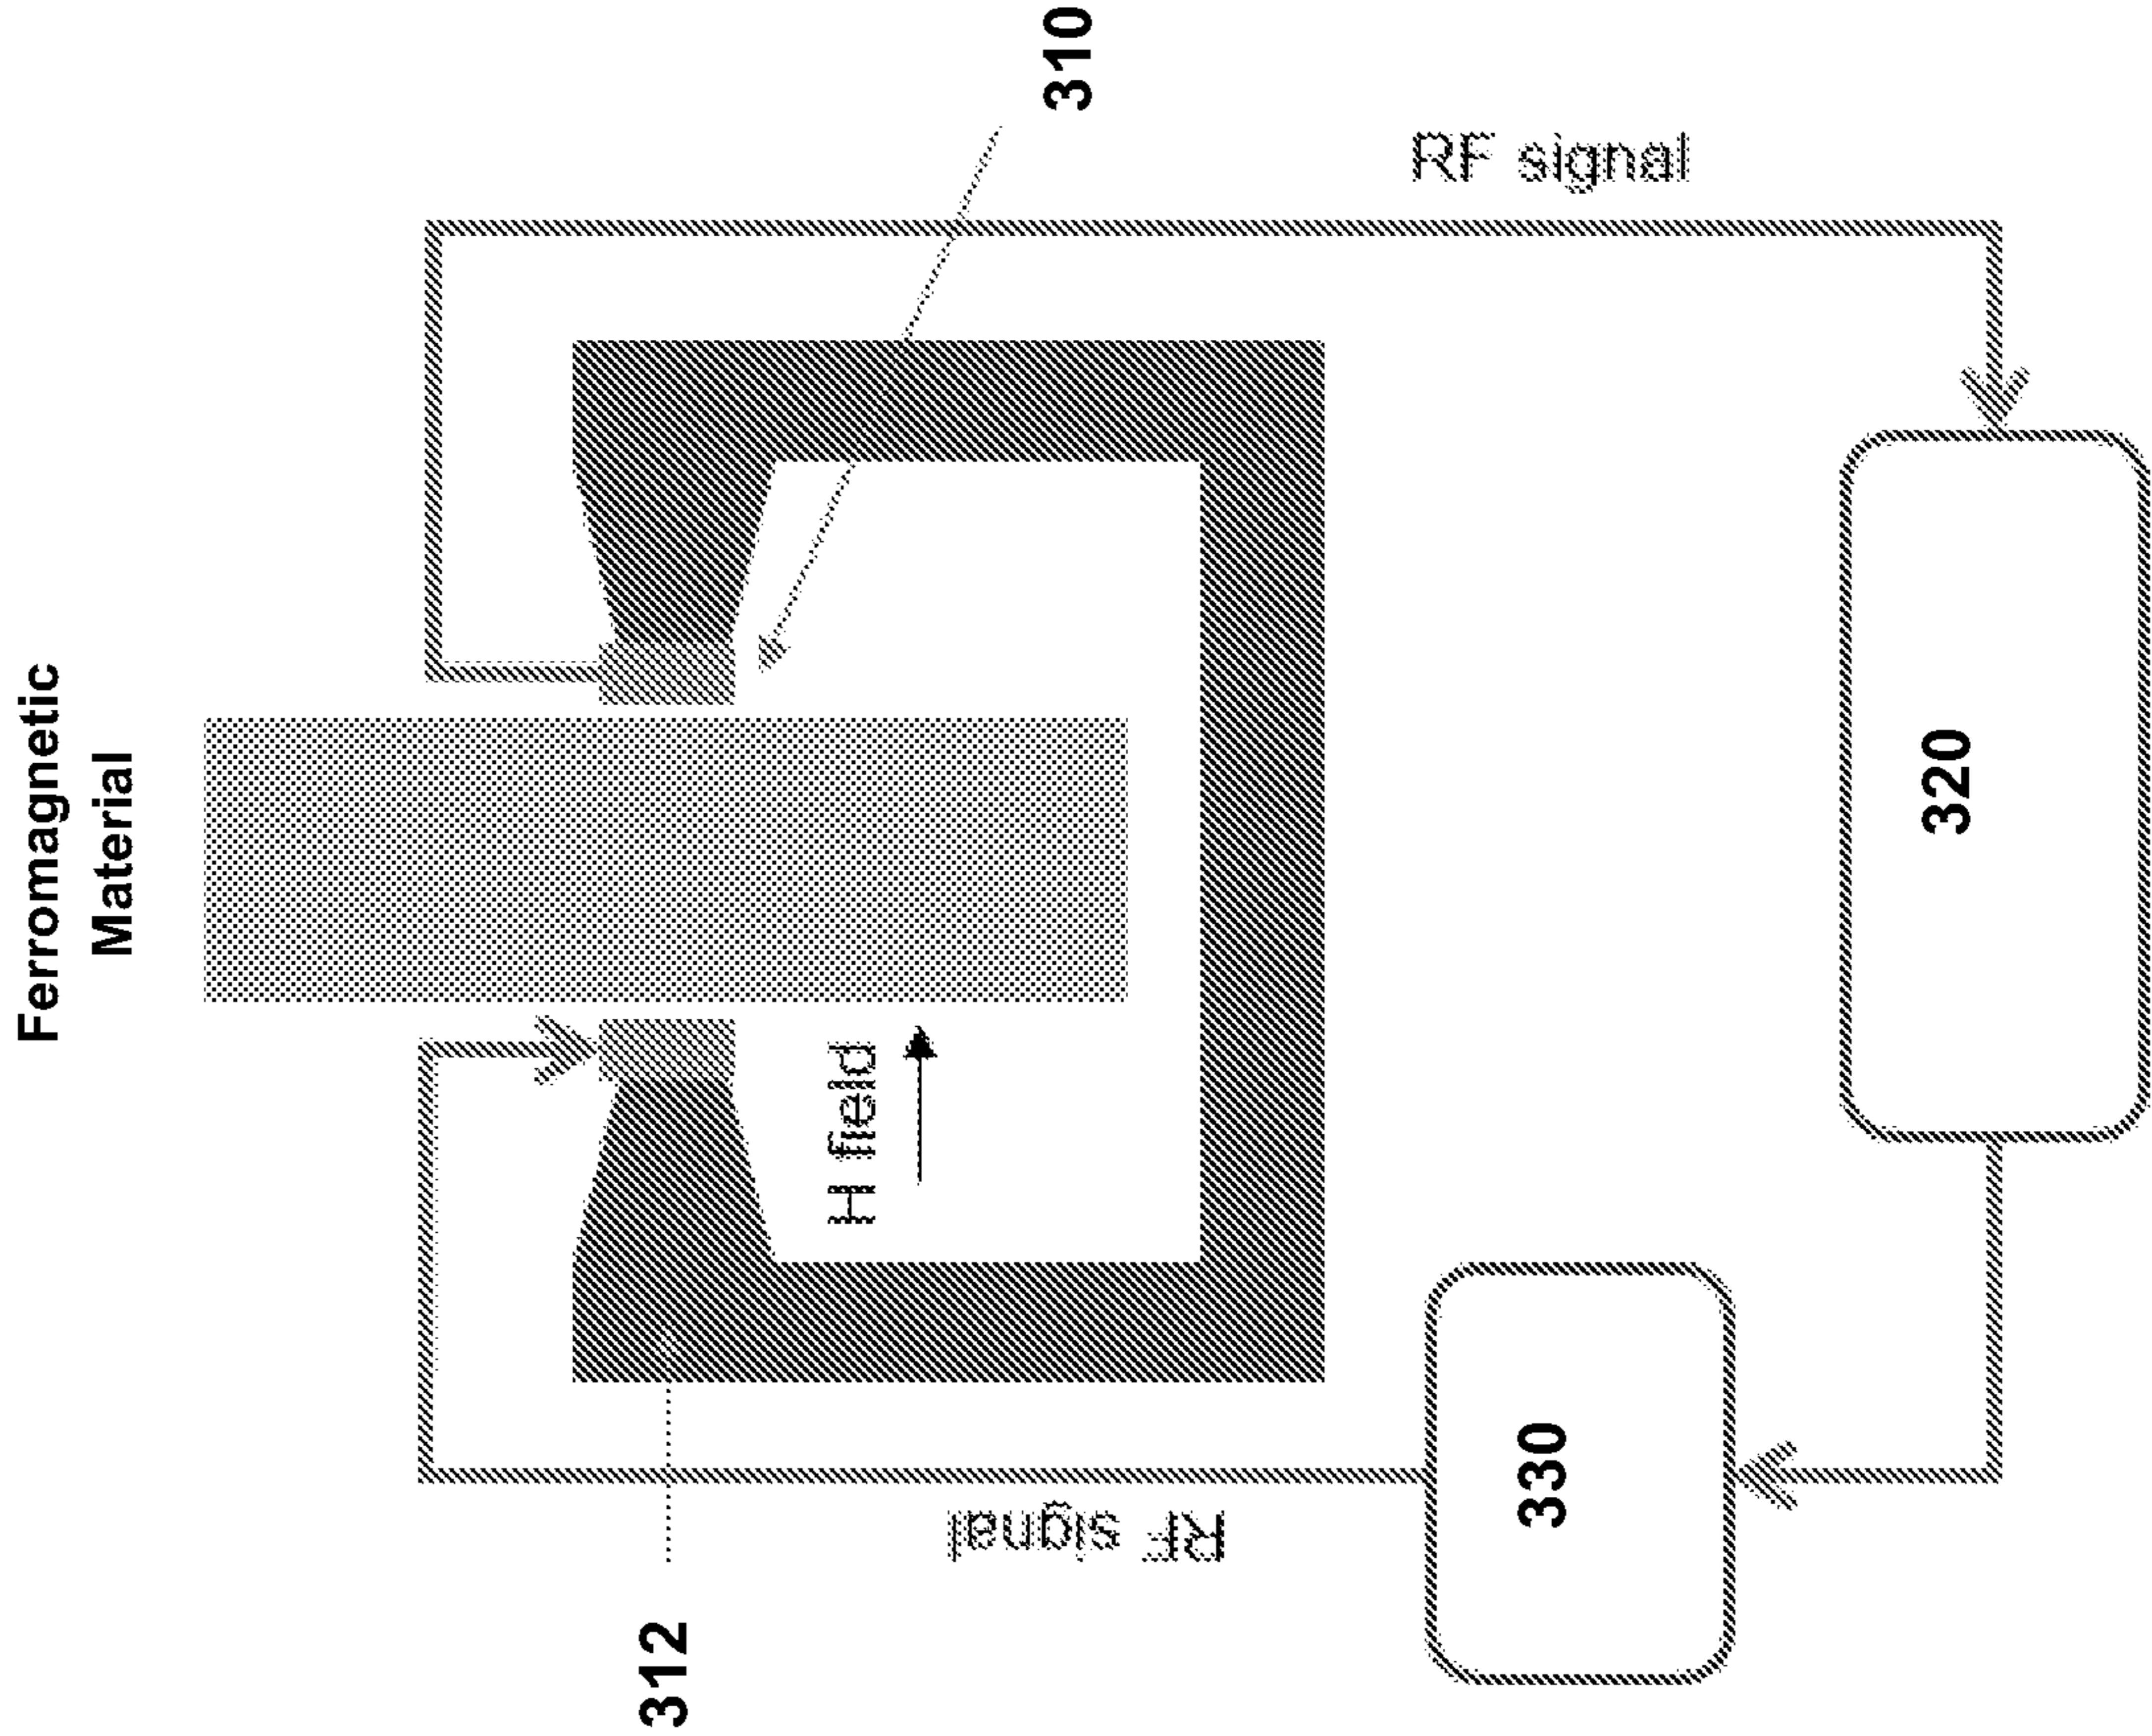 Ferromagnetic
Material
310
RF signal
H field
320
330
RF signal
312